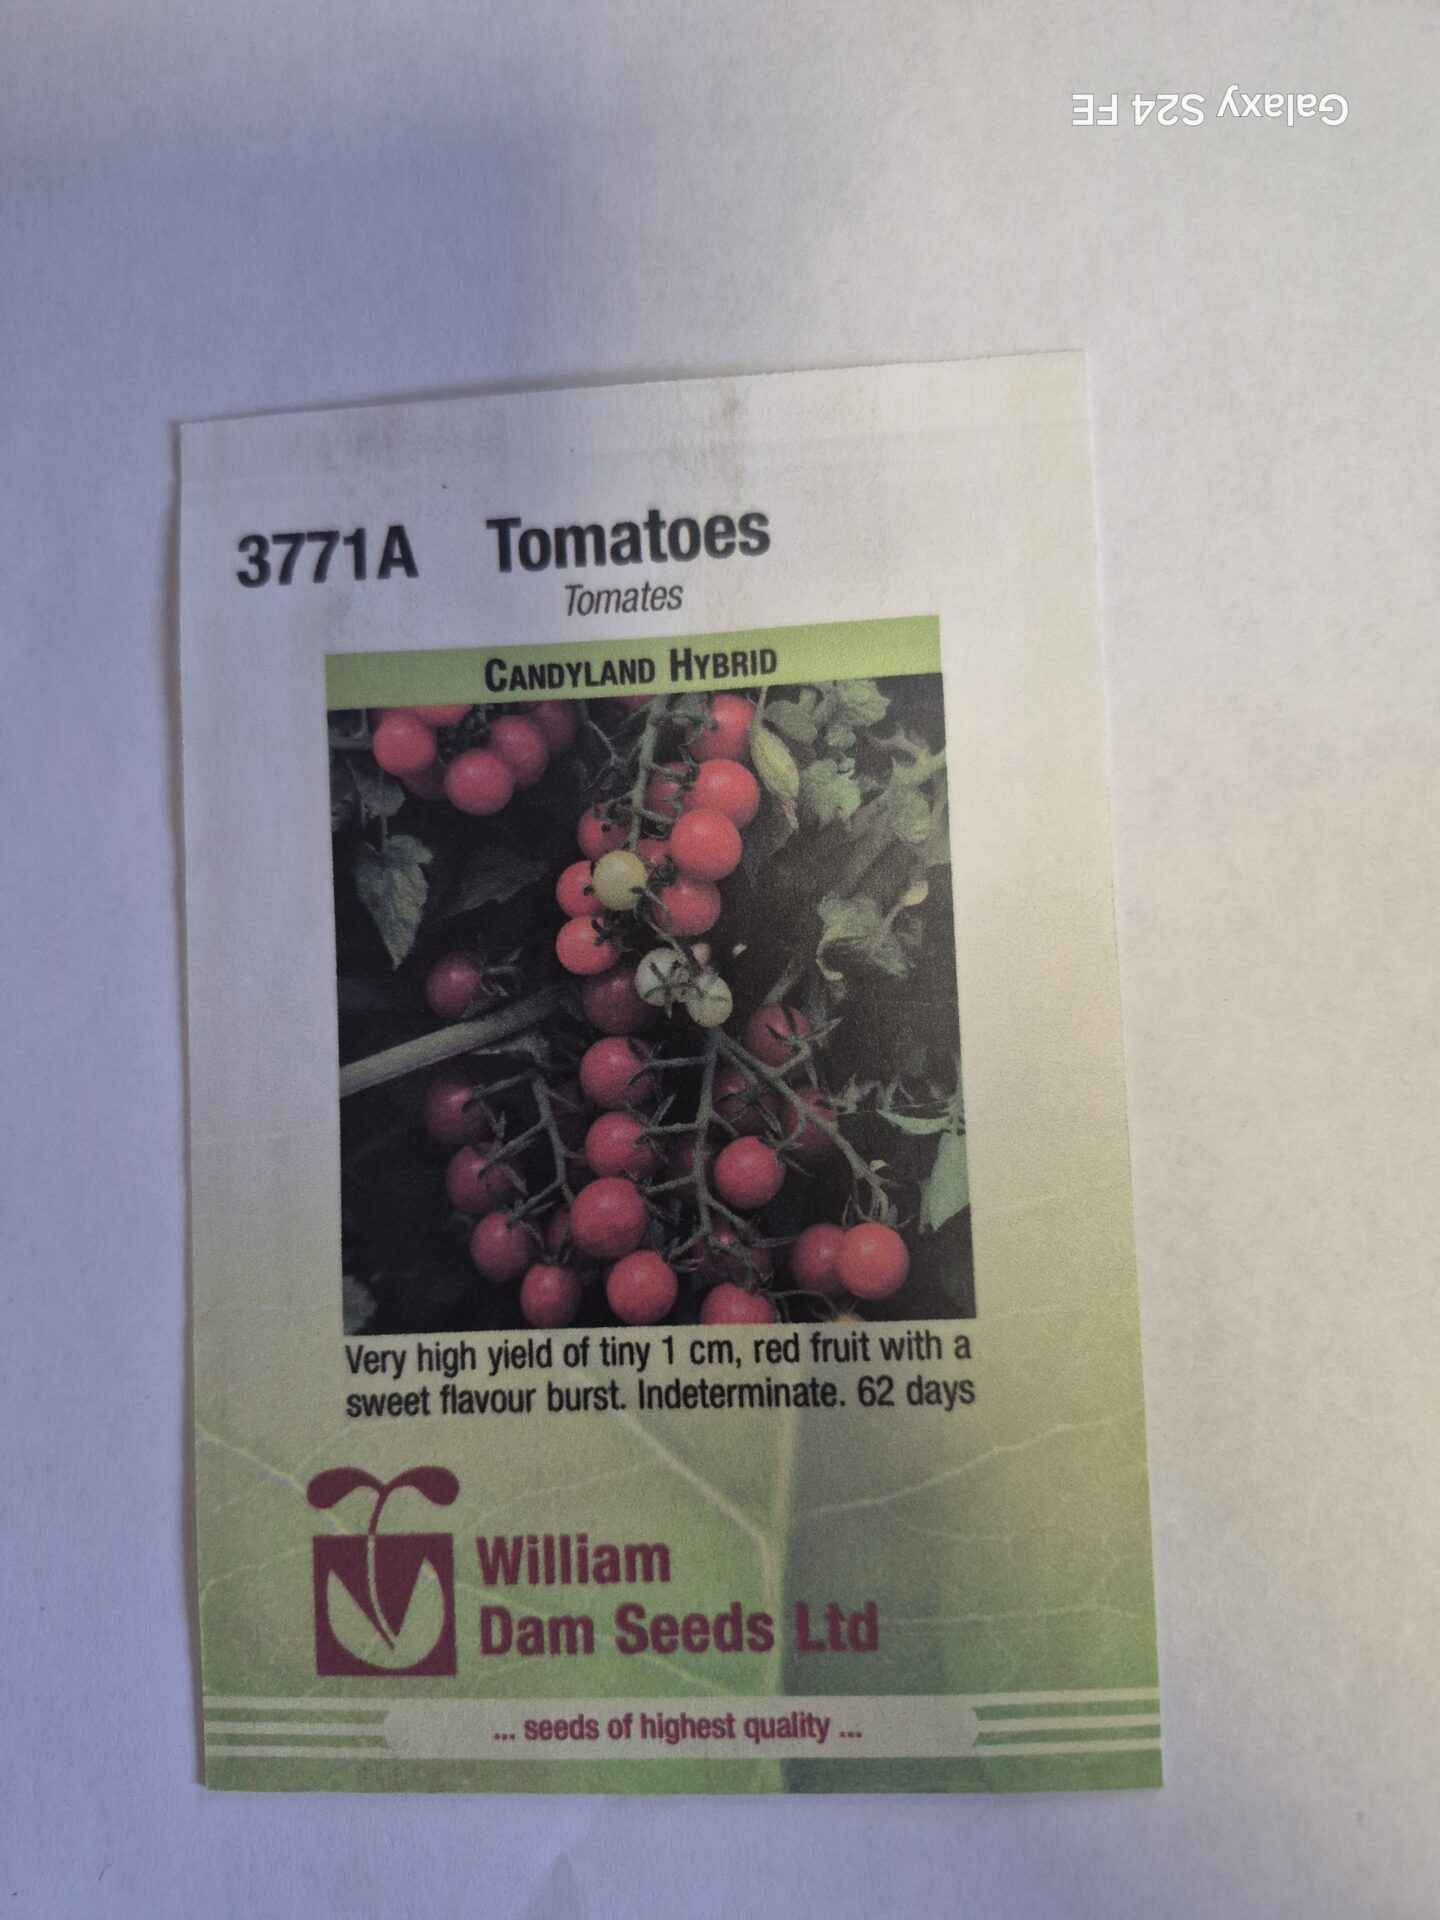 Galaxy S24 FE
3771A Tomatoes
Tomates
CANDYLAND HYBRID
Very high yield of tiny 1 cm, red fruit with a
sweet flavour burst. Indeterminate. 62 days
William
Dam Seeds Ltd
... seeds of highest quality ...